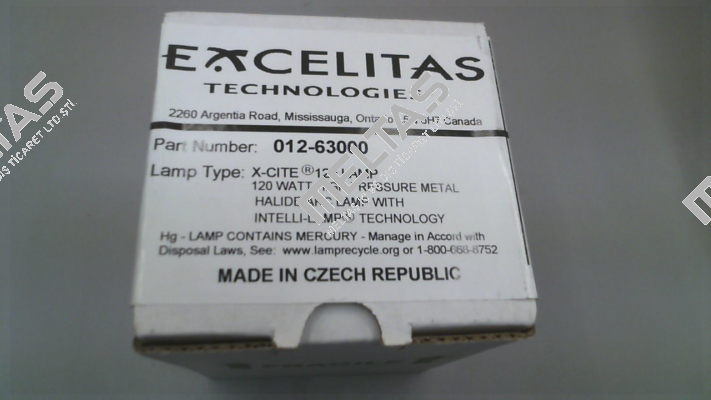 EXCELITAS
TECHNOLOGIES
2260 Argentia Road, Mississauga, Ontario Canada
Part Number: 012-63000
Lamp Type: X-CITE® LAMP
120 WATT PRESSURE METAL
HALIDE LAMP WITH
INTELLI-LAMP® TECHNOLOGY
Hg - LAMP CONTAINS MERCURY - Manage in Accord with
Disposal Laws, See: www.lamprecycle.org or 1-800-668-8752
MADE IN CZECH REPUBLIC
MELTAS